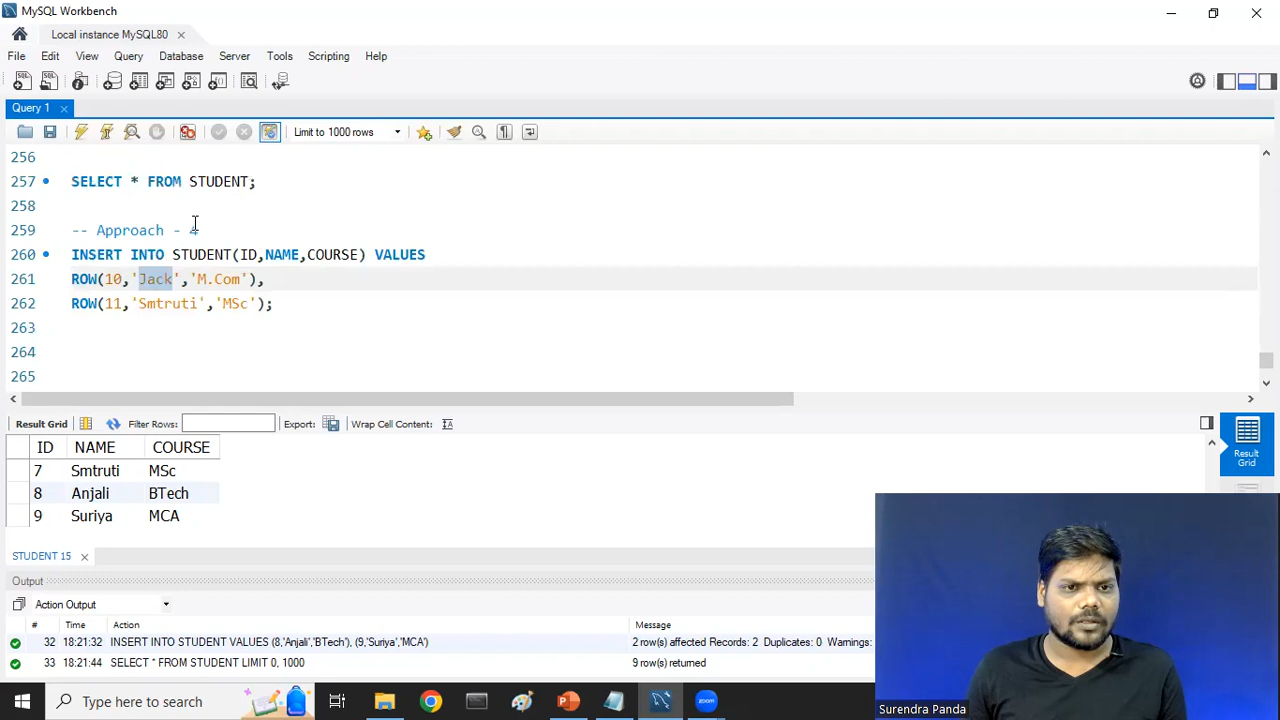 MySQL Workbench
Local instance MySQL80
File Edit View Query Database Server Tools Scripting Help
Query 1
Limit to 1000 rows
256
257 SELECT * FROM STUDENT;
258
259 -- Approach - 4
260 INSERT INTO STUDENT(ID,NAME,COURSE) VALUES
261 ROW(10,'Jack','M.Com'),
262 ROW(11,'Smtruti','MSc');
263
264
265
Result Grid Filter Rows: Export: Wrap Cell Content:
ID NAME COURSE
7 Smtruti MSc
8 Anjali BTech
9 Suriya MCA
Result Grid
STUDENT 15
Output
Action Output
# Time Action Message
32 18:21:32 INSERT INTO STUDENT VALUES (8,'Anjali','BTech'), (9,'Suriya','MCA') 2 row(s) affected Records: 2 Duplicates: 0 Warnings:
33 18:21:44 SELECT * FROM STUDENT LIMIT 0, 1000 9 row(s) returned
Type here to search
zoom
Surendra Panda